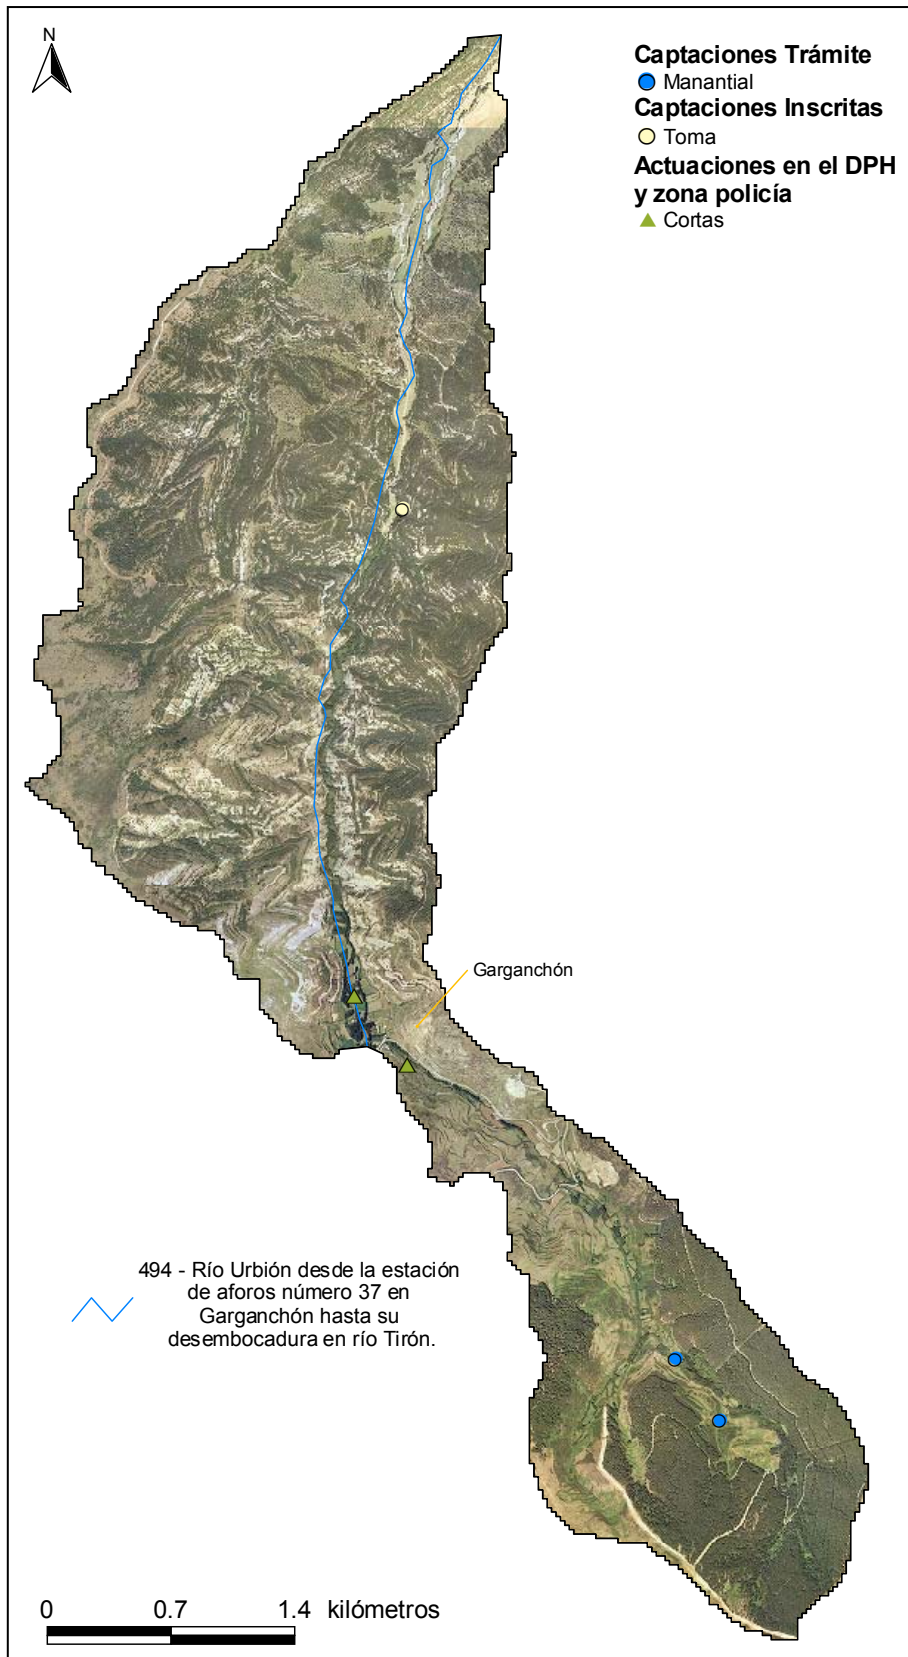 N
Captaciones Trámite
Manantial
Captaciones Inscritas
Toma
Actuaciones en el DPH
y zona policía
Cortas
Garganchón
494 - Río Urbión desde la estación
de aforos número 37 en
Garganchón hasta su
desembocadura en río Tirón.
0 0.7 1.4 kilómetros